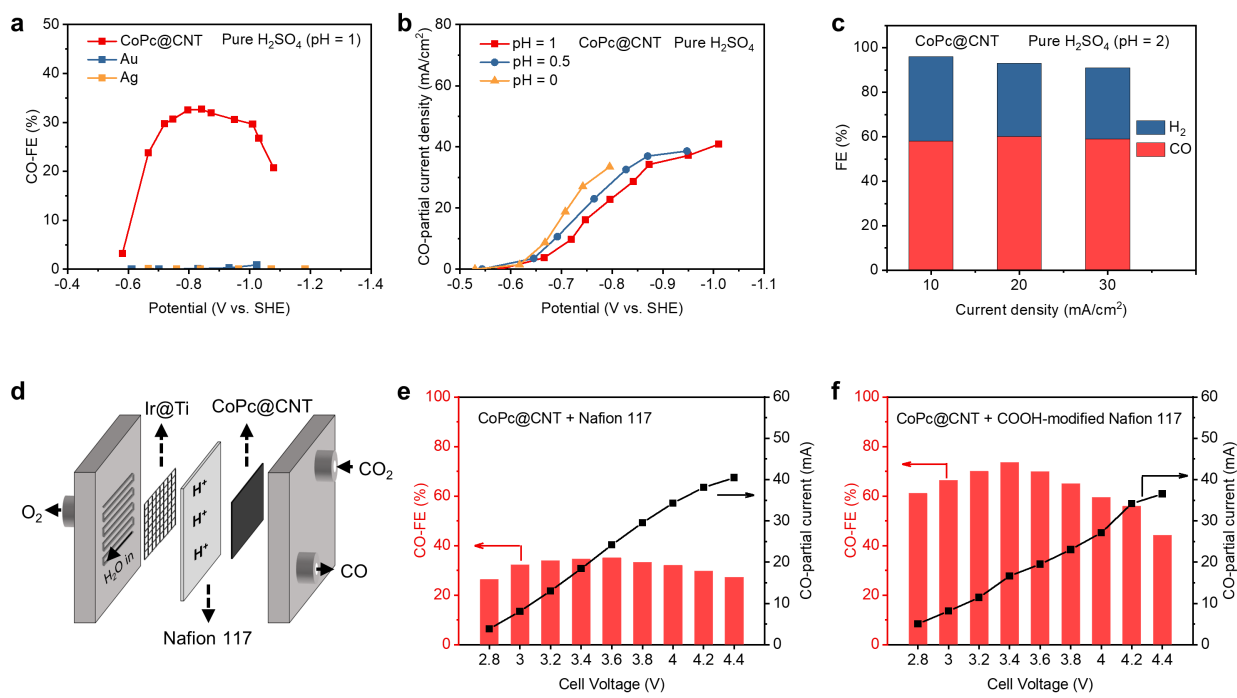 a
50
40
30
20
10
0
CO-FE (%)
CoPc@CNT
Au
Ag
Pure H₂SO₄ (pH = 1)
-0.4 -0.6 -0.8 -1.0 -1.2 -1.4
Potential (V vs. SHE)
b
80
60
40
20
0
CO-partial current density (mA/cm²)
pH = 1
pH = 0.5
pH = 0
CoPc@CNT Pure H₂SO₄
-0.5 -0.6 -0.7 -0.8 -0.9 -1.0 -1.1
Potential (V vs. SHE)
c
100
80
60
40
20
0
FE (%)
CoPc@CNT Pure H₂SO₄ (pH = 2)
H₂
CO
10 20 30
Current density (mA/cm²)
d
Ir@Ti
CoPc@CNT
CO₂
O₂
H⁺
H⁺
H⁺
H₂O in
CO
Nafion 117
e
100
80
60
40
20
0
CO-FE (%)
CoPc@CNT + Nafion 117
60
50
40
30
20
10
0
CO-partial current (mA)
2.8 3 3.2 3.4 3.6 3.8 4 4.2 4.4
Cell Voltage (V)
f
100
80
60
40
20
0
CO-FE (%)
CoPc@CNT + COOH-modified Nafion 117
60
50
40
30
20
10
0
CO-partial current (mA)
2.8 3 3.2 3.4 3.6 3.8 4 4.2 4.4
Cell Voltage (V)